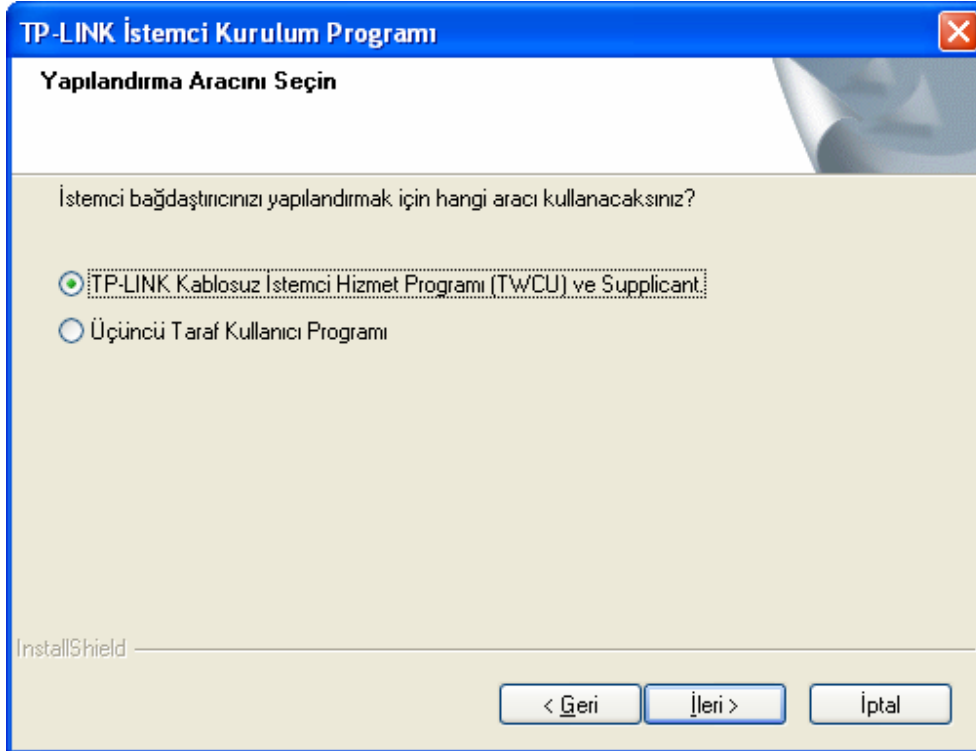 TP-LINK İstemci Kurulum Programı
Yapılandırma Aracını Seçin
İstemci bağdaştırıcınızı yapılandırmak için hangi aracı kullanacaksınız?
TP-LINK Kablosuz İstemci Hizmet Programı (TWCU) ve Supplicant.
Üçüncü Taraf Kullanıcı Programı
InstallShield
< Geri İleri > İptal